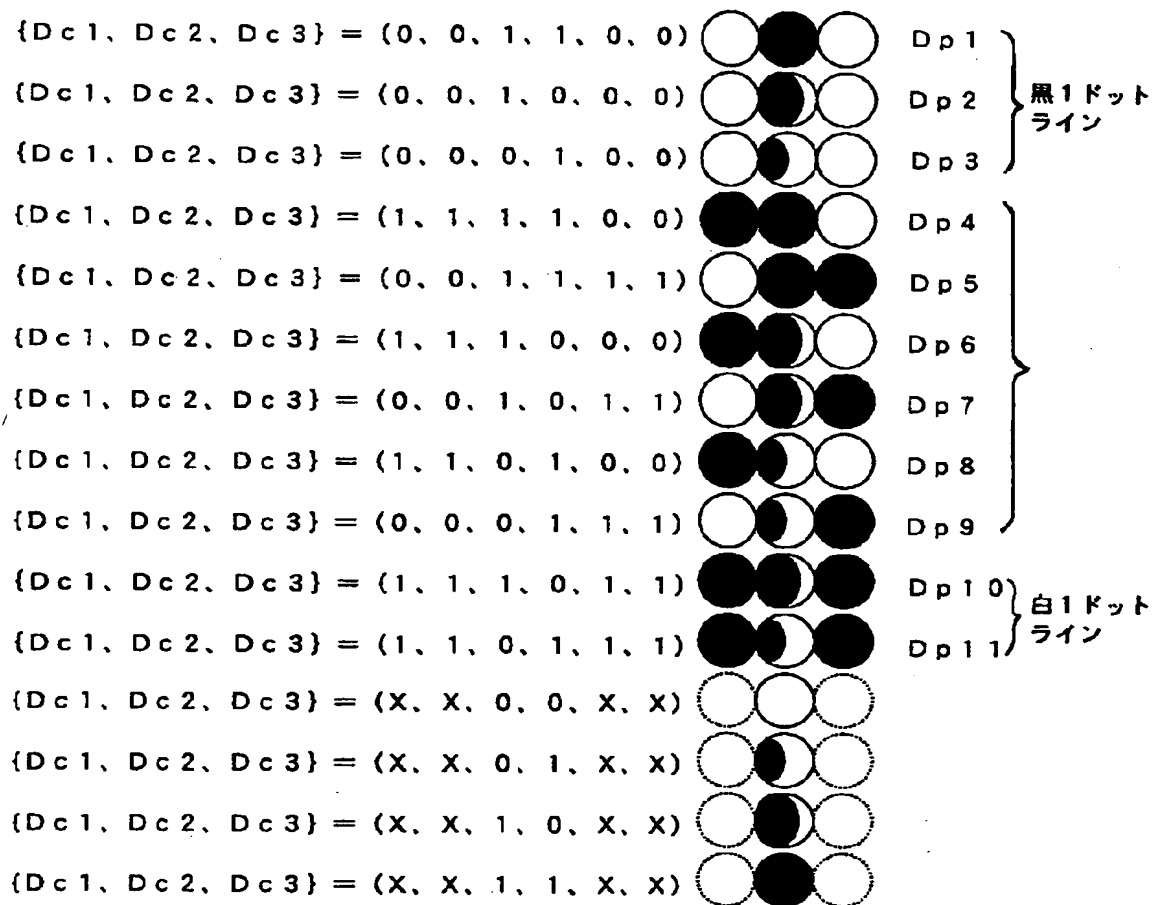 {Dc1、Dc2、Dc3}=(0、0、1、1、0、0) Dp1
{Dc1、Dc2、Dc3}=(0、0、1、0、0、0) Dp2
黒1ドット
ライン
{Dc1、Dc2、Dc3}=(0、0、0、1、0、0) Dp3
{Dc1、Dc2、Dc3}=(1、1、1、1、0、0) Dp4
{Dc1、Dc2、Dc3}=(0、0、1、1、1、1) Dp5
{Dc1、Dc2、Dc3}=(1、1、1、0、0、0) Dp6
{Dc1、Dc2、Dc3}=(0、0、1、0、1、1) Dp7
{Dc1、Dc2、Dc3}=(1、1、0、1、0、0) Dp8
{Dc1、Dc2、Dc3}=(0、0、0、1、1、1) Dp9
{Dc1、Dc2、Dc3}=(1、1、1、0、1、1) Dp10
白1ドット
ライン
{Dc1、Dc2、Dc3}=(1、1、0、1、1、1) Dp11
{Dc1、Dc2、Dc3}=(X、X、0、0、X、X)
{Dc1、Dc2、Dc3}=(X、X、0、1、X、X)
{Dc1、Dc2、Dc3}=(X、X、1、0、X、X)
{Dc1、Dc2、Dc3}=(X、X、1、1、X、X)